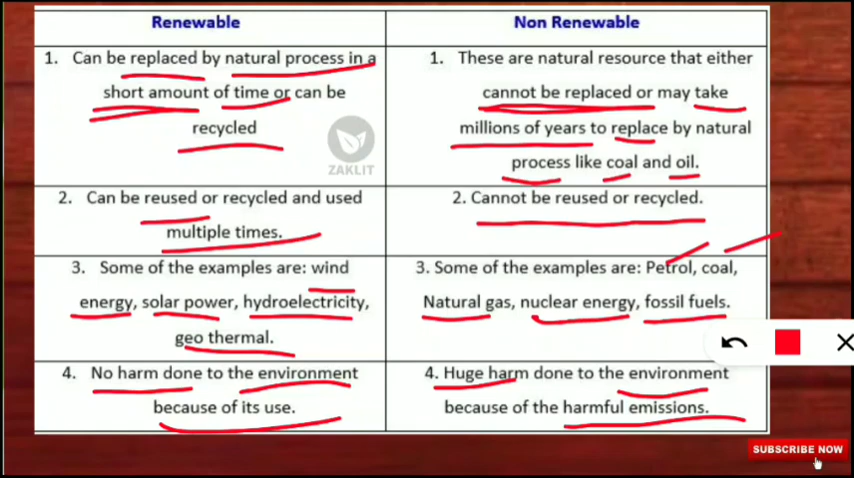 Renewable
Non Renewable
1. Can be replaced by natural process in a
short amount of time or can be
recycled
1. These are natural resource that either
cannot be replaced or may take
millions of years to replace by natural
process like coal and oil.
ZAKLIT
2. Can be reused or recycled and used
multiple times.
2. Cannot be reused or recycled.
3. Some of the examples are: wind
energy, solar power, hydroelectricity,
geo thermal.
3. Some of the examples are: Petrol, coal,
Natural gas, nuclear energy, fossil fuels.
4. No harm done to the environment
because of its use.
4. Huge harm done to the environment
because of the harmful emissions.
SUBSCRIBE NOW